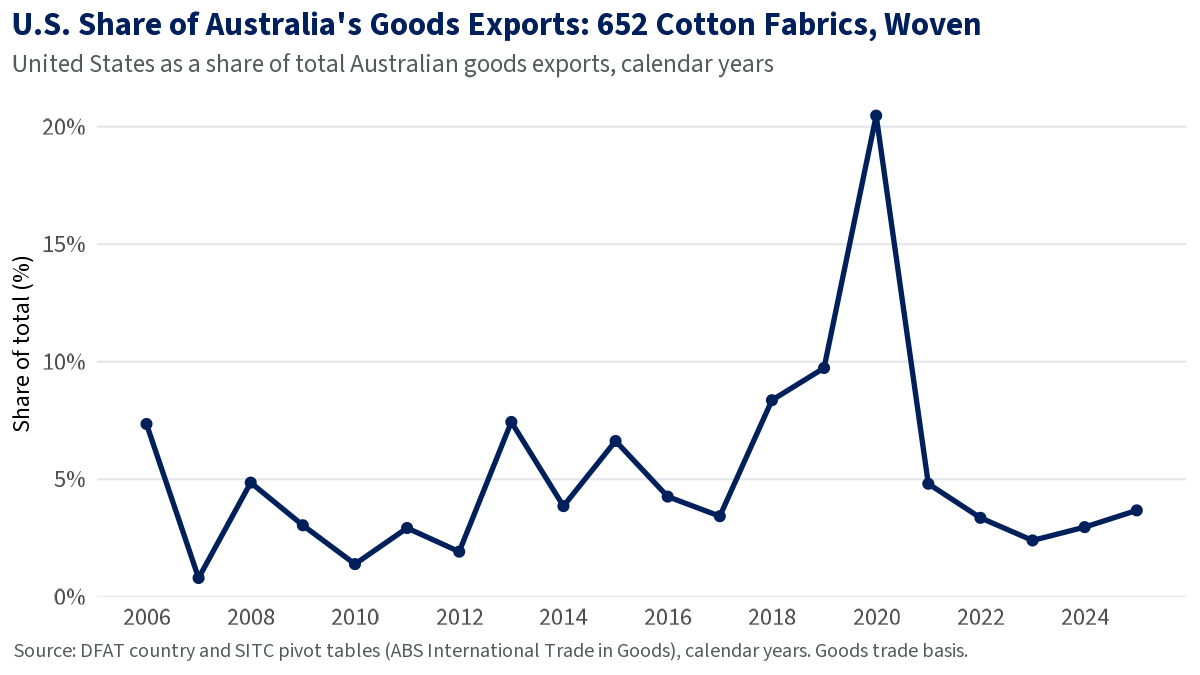 U.S. Share of Australia's Goods Exports: 652 Cotton Fabrics, Woven
United States as a share of total Australian goods exports, calendar years
Share of total (%)
20%
15%
10%
5%
0%
2006 2008 2010 2012 2014 2016 2018 2020 2022 2024
Source: DFAT country and SITC pivot tables (ABS International Trade in Goods), calendar years. Goods trade basis.